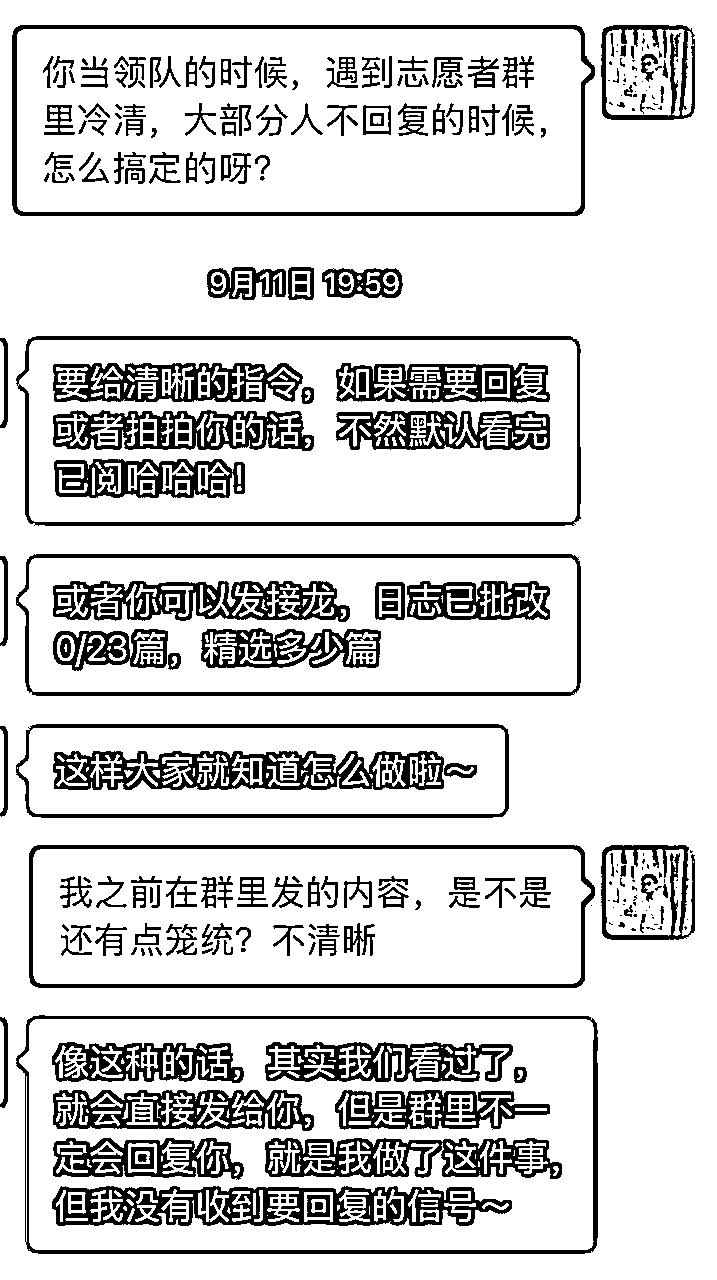 你当领队的时候，遇到志愿者群
里冷清，大部分人不回复的时候，
怎么搞定的呀？
9月11日 19:59
要给清晰的指令，如果需要回复
或者拍拍你的话，不然默认看完
已阅哈哈哈！
或者你可以发接龙，日志已批改
0/23篇，精选多少篇
这样大家就知道怎么做啦～
我之前在群里发的内容，是不是
还有点笼统？不清晰
像这种的话，其实我们看过了，
就会直接发给你，但是群里不一
定会回复你，就是我做了这件事，
但我没有收到要回复的信号～